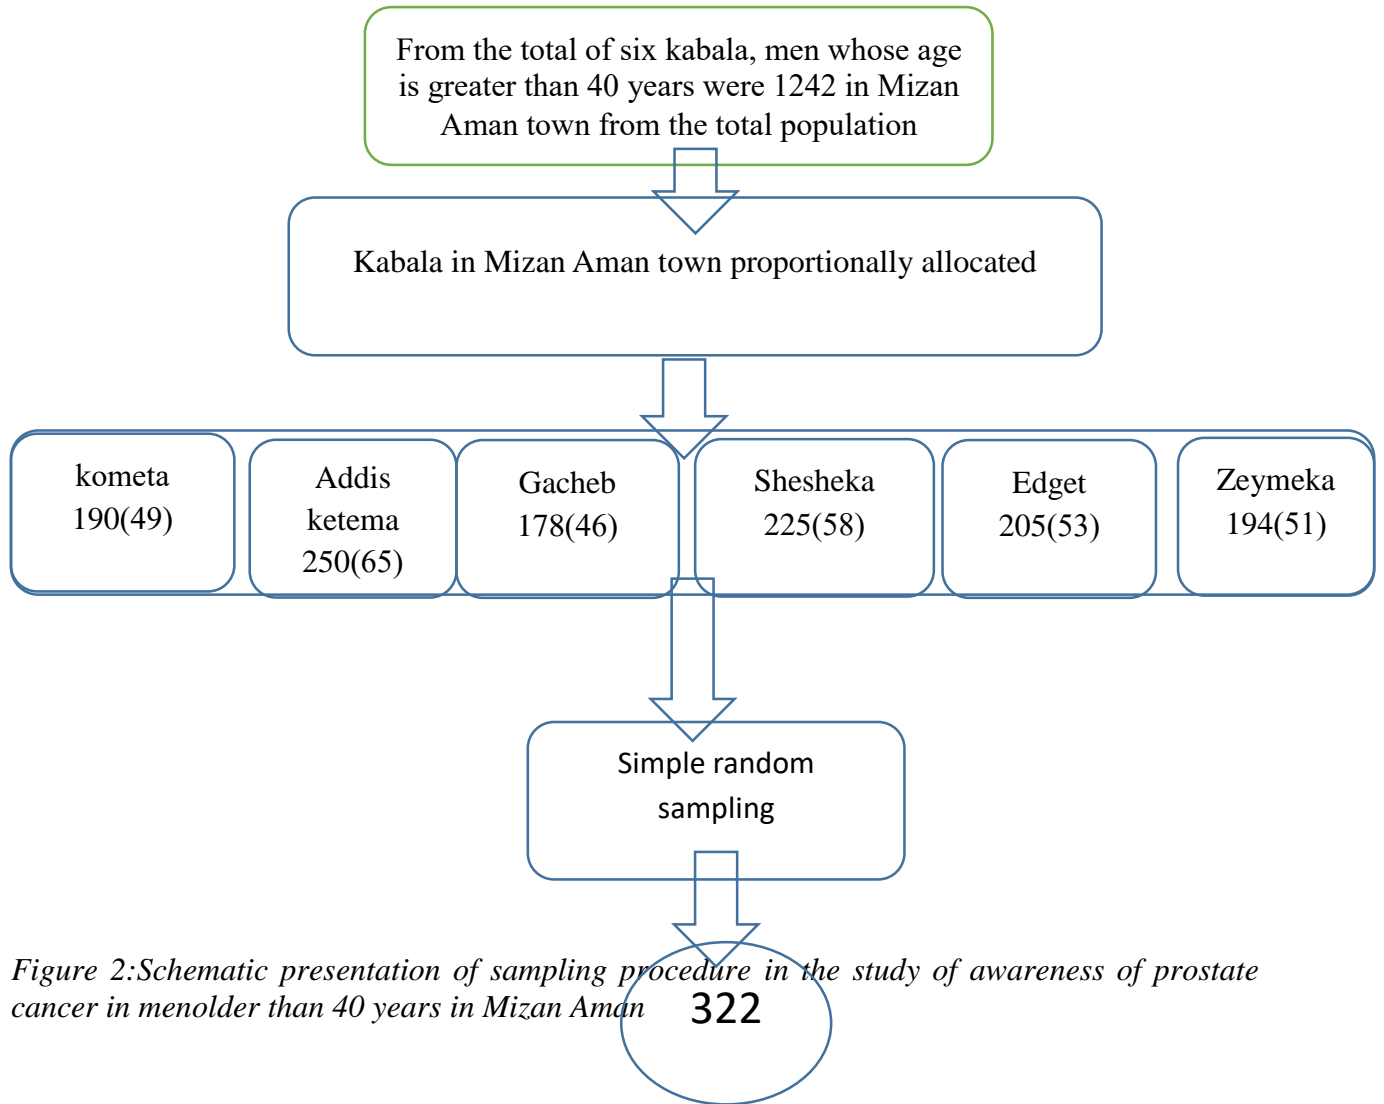 From the total of six kabala, men whose age
is greater than 40 years were 1242 in Mizan
Aman town from the total population
Kabala in Mizan Aman town proportionally allocated
kometa
190(49)
Addis
ketema
250(65)
Gacheb
178(46)
Shesheka
225(58)
Edget
205(53)
Zeymeka
194(51)
Simple random
sampling
Figure 2:Schematic presentation of sampling procedure in the study of awareness of prostate
cancer in menolder than 40 years in Mizan Aman
322